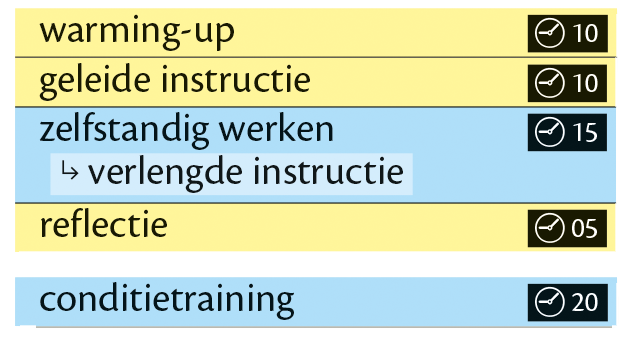 warming-up 10
geleide instructie 10
zelfstandig werken 15
↳ verlengde instructie
reflectie 05
conditietraining 20